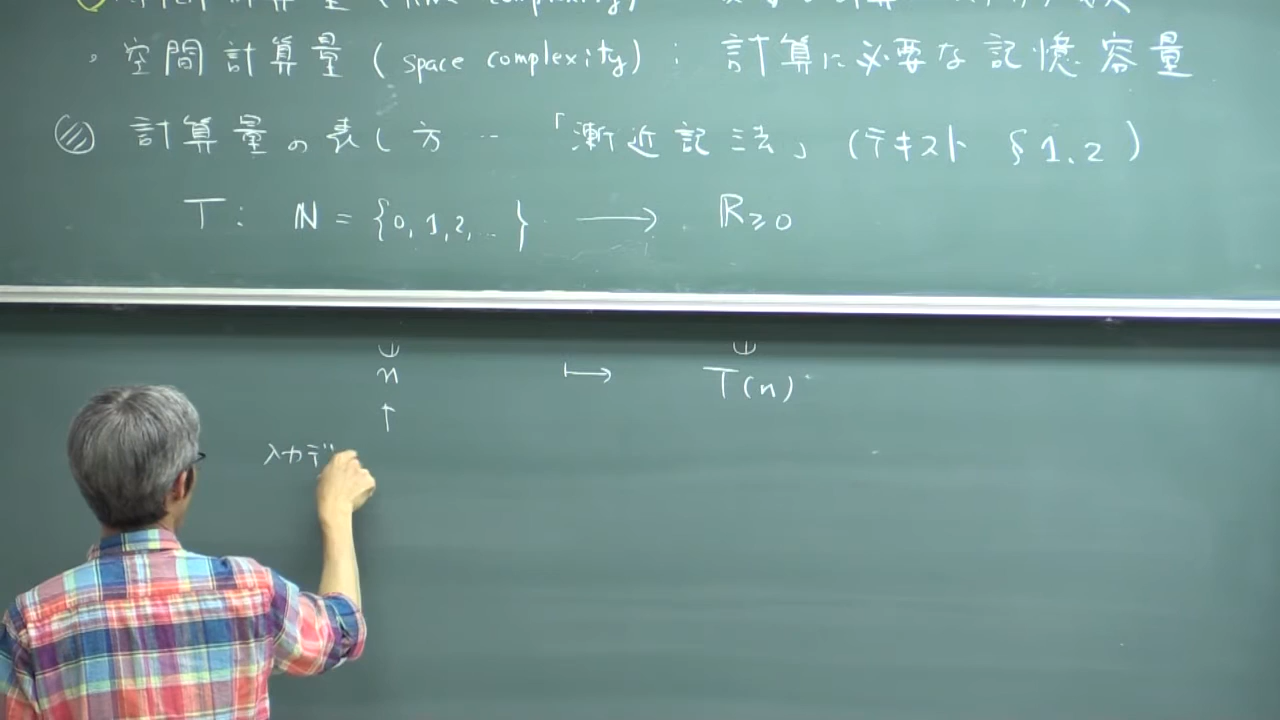 ・空間計算量 (space complexity) : 計算に必要な記憶容量
計算量の表し方 … 「漸近記法」 (テキスト §1.2)
T : ℕ = {0, 1, 2, … } ⟶ ℝ≥0
∪ ∪
n ⟼ T(n)
↑
入力デ